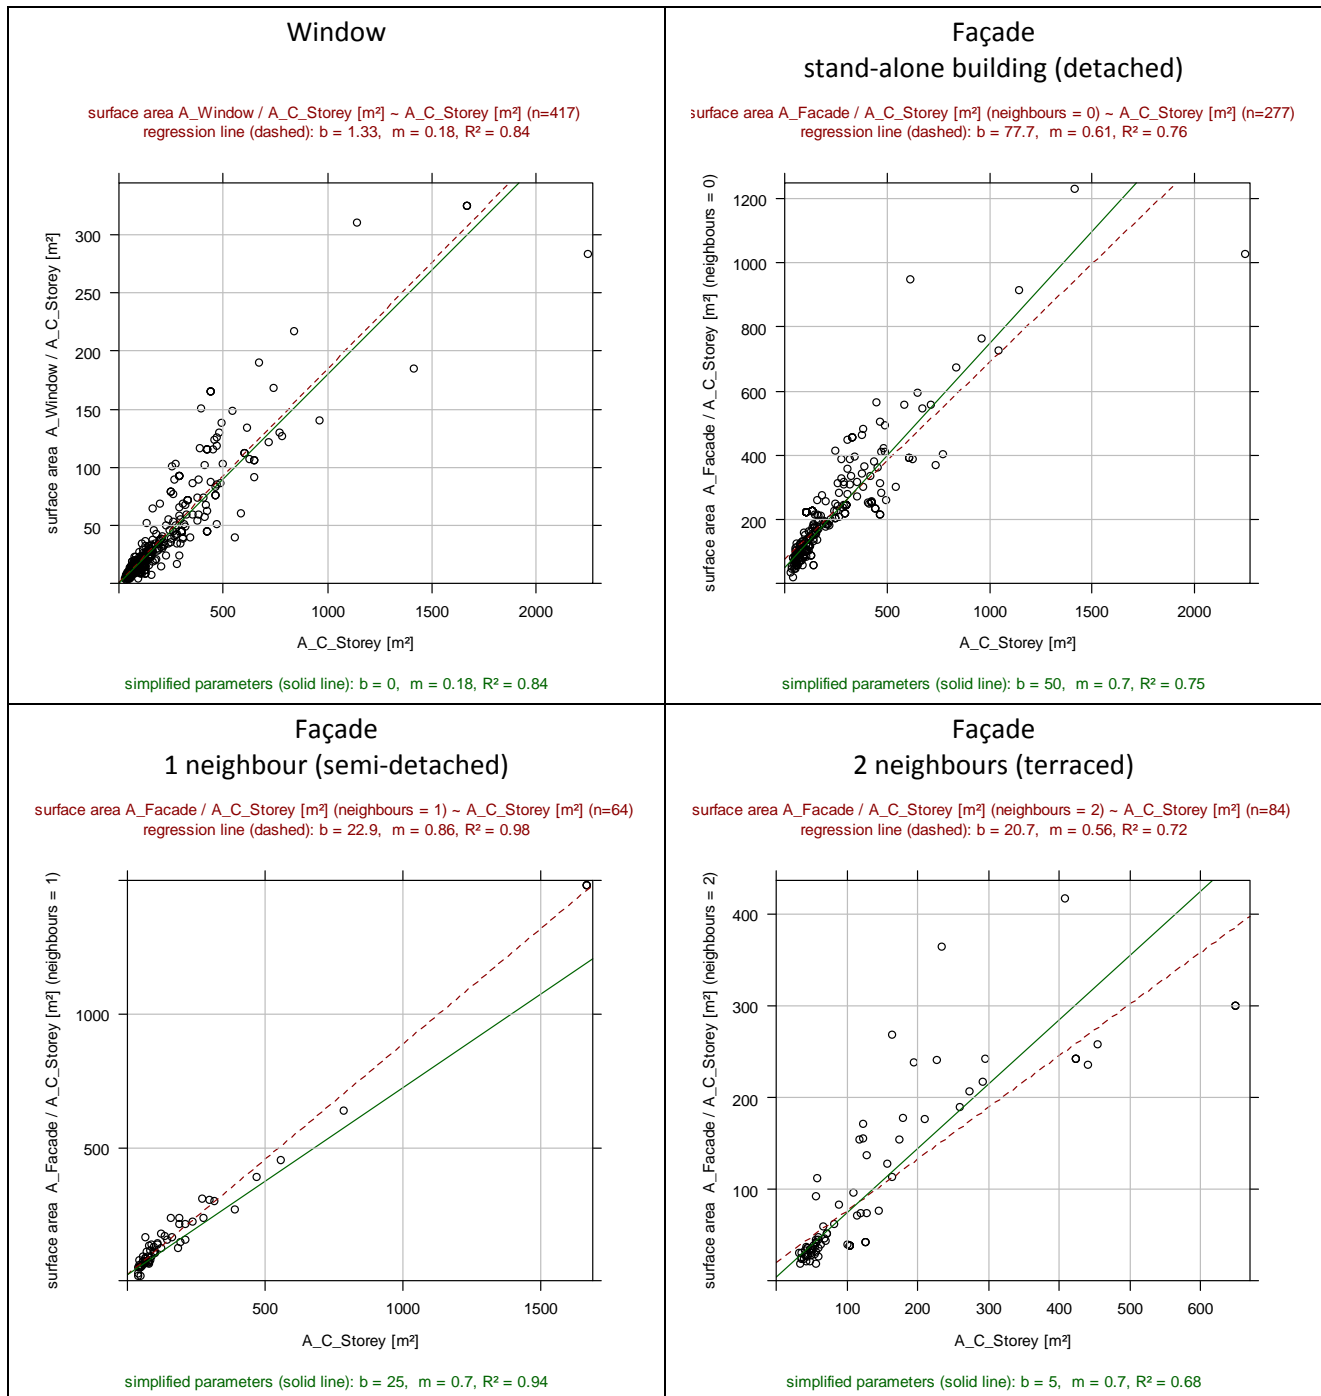 Window
surface area A_Window / A_C_Storey [m²] ~ A_C_Storey [m²] (n=417)
regression line (dashed): b = 1.33, m = 0.18, R² = 0.84
surface area A_Window / A_C_Storey [m²]
300
250
200
150
100
50
500
1000
1500
2000
A_C_Storey [m²]
simplified parameters (solid line): b = 0, m = 0.18, R² = 0.84
Façade
stand-alone building (detached)
surface area A_Facade / A_C_Storey [m²] (neighbours = 0) ~ A_C_Storey [m²] (n=277)
regression line (dashed): b = 77.7, m = 0.61, R² = 0.76
surface area A_Facade / A_C_Storey [m²] (neighbours = 0)
1200
1000
800
600
400
200
500
1000
1500
2000
A_C_Storey [m²]
simplified parameters (solid line): b = 50, m = 0.7, R² = 0.75
Façade
1 neighbour (semi-detached)
surface area A_Facade / A_C_Storey [m²] (neighbours = 1) ~ A_C_Storey [m²] (n=64)
regression line (dashed): b = 22.9, m = 0.86, R² = 0.98
surface area A_Facade / A_C_Storey [m²] (neighbours = 1)
1000
500
500
1000
1500
A_C_Storey [m²]
simplified parameters (solid line): b = 25, m = 0.7, R² = 0.94
Façade
2 neighbours (terraced)
surface area A_Facade / A_C_Storey [m²] (neighbours = 2) ~ A_C_Storey [m²] (n=84)
regression line (dashed): b = 20.7, m = 0.56, R² = 0.72
surface area A_Facade / A_C_Storey [m²] (neighbours = 2)
400
300
200
100
100
200
300
400
500
600
A_C_Storey [m²]
simplified parameters (solid line): b = 5, m = 0.7, R² = 0.68